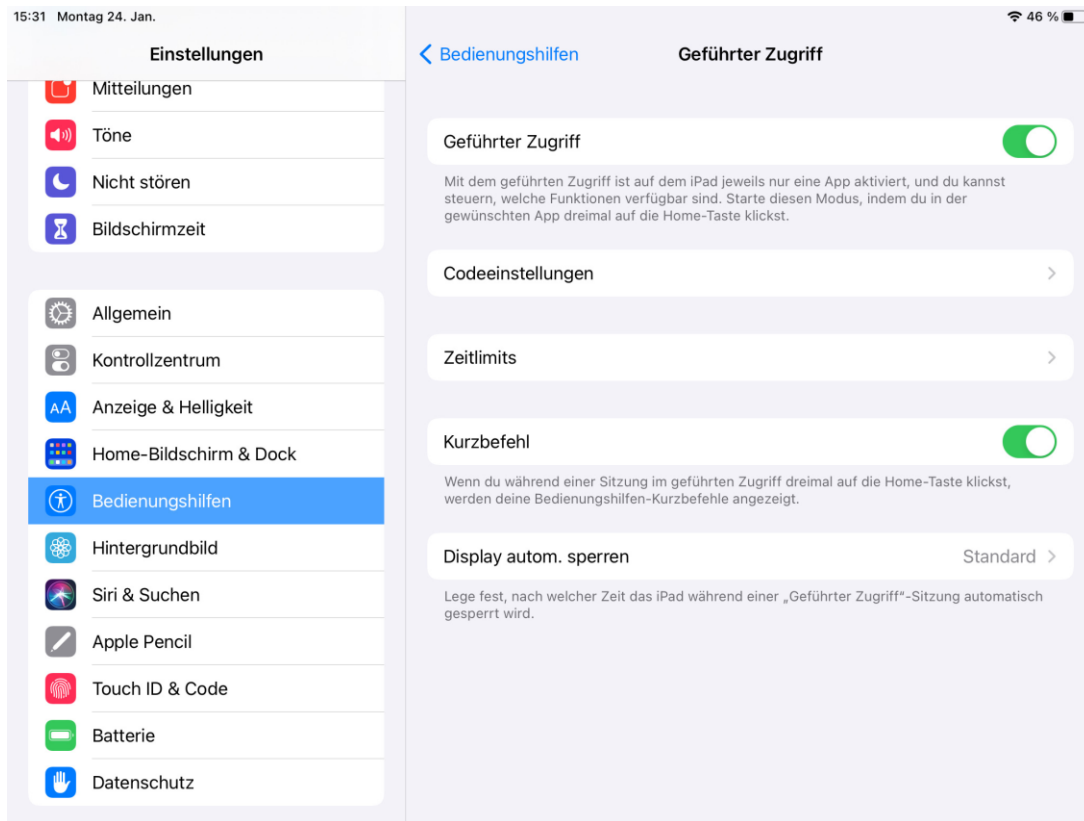 15:31 Montag 24. Jan.
46 %
Einstellungen
Mitteilungen
Töne
Nicht stören
Bildschirmzeit
Allgemein
Kontrollzentrum
AA Anzeige & Helligkeit
Home-Bildschirm & Dock
Bedienungshilfen
Hintergrundbild
Siri & Suchen
Apple Pencil
Touch ID & Code
Batterie
Datenschutz
Bedienungshilfen
Geführter Zugriff
Geführter Zugriff
Mit dem geführten Zugriff ist auf dem iPad jeweils nur eine App aktiviert, und du kannst
steuern, welche Funktionen verfügbar sind. Starte diesen Modus, indem du in der
gewünschten App dreimal auf die Home-Taste klickst.
Codeeinstellungen
Zeitlimits
Kurzbefehl
Wenn du während einer Sitzung im geführten Zugriff dreimal auf die Home-Taste klickst,
werden deine Bedienungshilfen-Kurzbefehle angezeigt.
Display autom. sperren Standard
Lege fest, nach welcher Zeit das iPad während einer „Geführter Zugriff“-Sitzung automatisch
gesperrt wird.